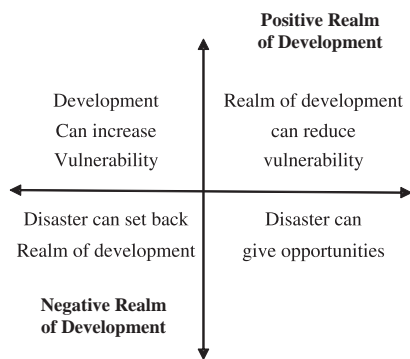 Positive Realm
of Development
Development
Can increase
Vulnerability
Realm of development
can reduce
vulnerability
Disaster can set back
Realm of development
Disaster can
give opportunities
Negative Realm
of Development